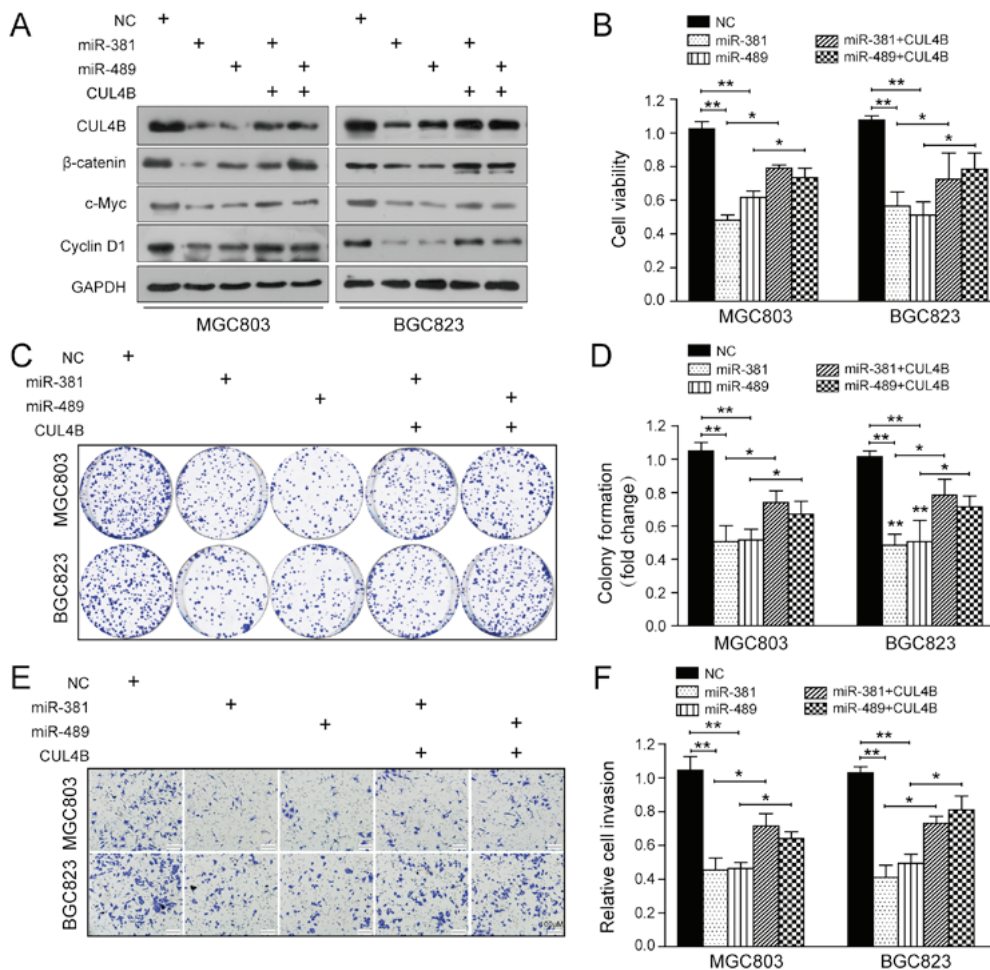 A
NC + +
miR-381 + + + +
miR-489 + + + +
CUL4B + + + +
CUL4B
β-catenin
c-Myc
Cyclin D1
GAPDH
MGC803 BGC823
B
NC
miR-381 miR-381+CUL4B
miR-489 miR-489+CUL4B
Cell viability
1.2
1.0
0.8
0.6
0.4
0.2
0.0
** ** * *
** ** * *
MGC803 BGC823
C
NC +
miR-381 + +
miR-489 + +
CUL4B + +
MGC803
BGC823
D
NC
miR-381 miR-381+CUL4B
miR-489 miR-489+CUL4B
Colony formation
(fold change)
1.2
1.0
0.8
0.6
0.4
0.2
0.0
** ** * *
** ** * * ** **
MGC803 BGC823
E
NC +
miR-381 + +
miR-489 + +
CUL4B + +
MGC803
BGC823
F
NC
miR-381 miR-381+CUL4B
miR-489 miR-489+CUL4B
Relative cell invasion
1.2
1.0
0.8
0.6
0.4
0.2
0.0
** ** * *
** ** * *
MGC803 BGC823